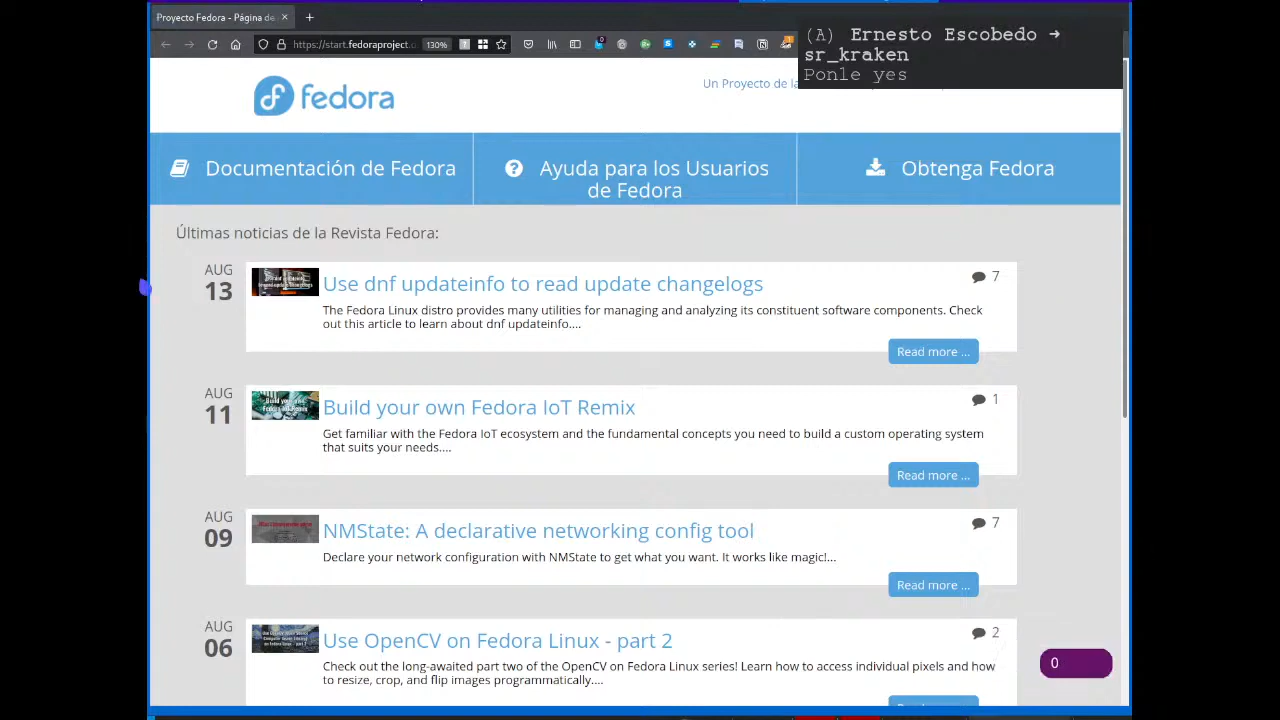 Proyecto Fedora - Página de
https://start.fedoraproject.o
130%
(A) Ernesto Escobedo →
sr_kraken
Ponle yes
fedora
Un Proyecto de la
Documentación de Fedora
Ayuda para los Usuarios
de Fedora
Obtenga Fedora
Últimas noticias de la Revista Fedora:
AUG
13
Use dnf updateinfo to read update changelogs
7
The Fedora Linux distro provides many utilities for managing and analyzing its constituent software components. Check
out this article to learn about dnf updateinfo....
Read more ...
AUG
11
Build your own Fedora IoT Remix
1
Get familiar with the Fedora IoT ecosystem and the fundamental concepts you need to build a custom operating system
that suits your needs....
Read more ...
AUG
09
NMState: A declarative networking config tool
7
Declare your network configuration with NMState to get what you want. It works like magic!...
Read more ...
AUG
06
Use OpenCV on Fedora Linux - part 2
2
Check out the long-awaited part two of the OpenCV on Fedora Linux series! Learn how to access individual pixels and how
to resize, crop, and flip images programmatically....
0